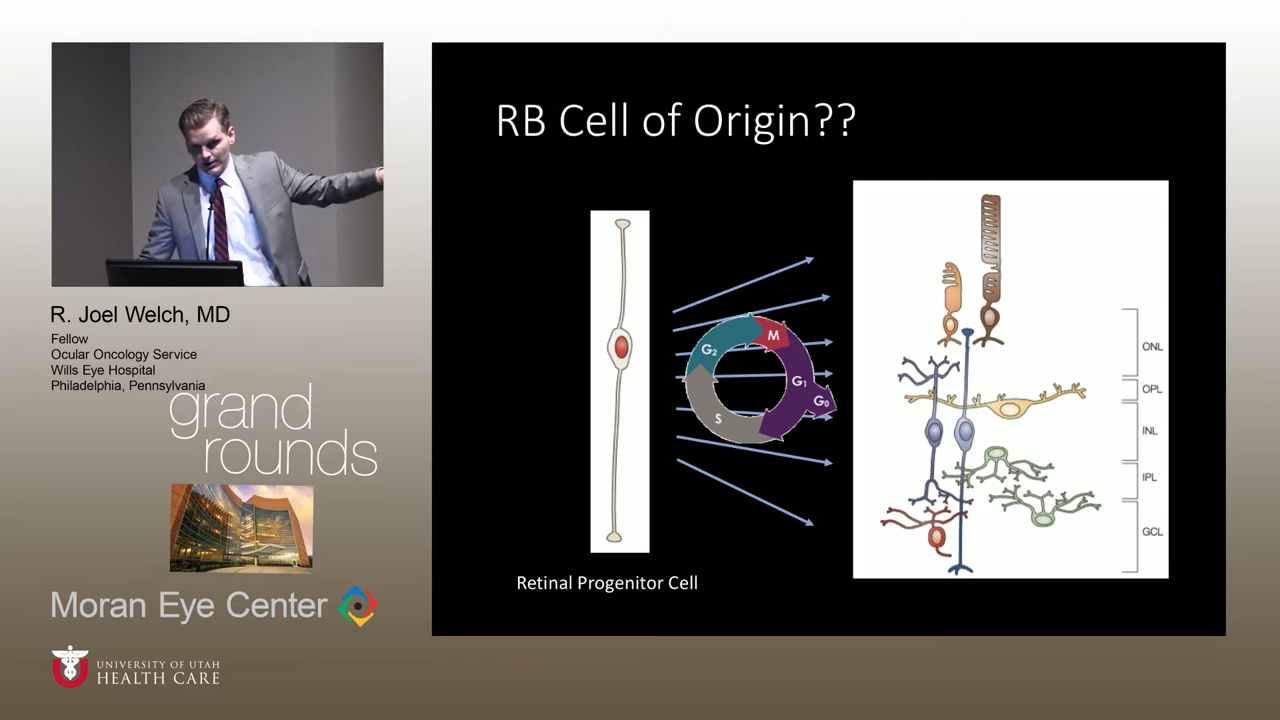 RB Cell of Origin??
R. Joel Welch, MD
Fellow
Ocular Oncology Service
Wills Eye Hospital
Philadelphia, Pennsylvania
grand
rounds
Moran Eye Center
UNIVERSITY OF UTAH
HEALTH CARE
G₂
M
G₁
G₀
S
Retinal Progenitor Cell
ONL
OPL
INL
IPL
GCL